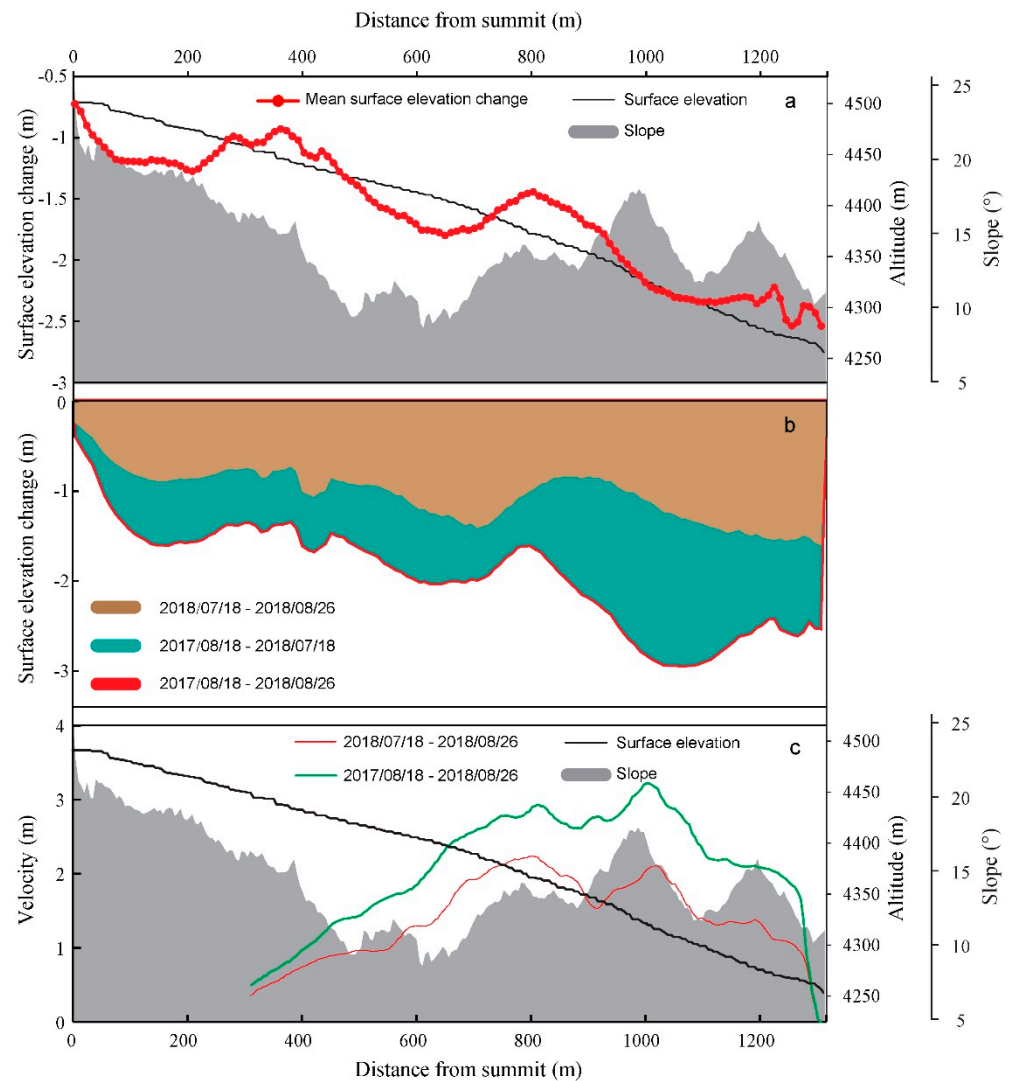 Distance from summit (m)
0 200 400 600 800 1000 1200
-0.5
-1
-1.5
-2
-2.5
-3
Surface elevation change (m)
Mean surface elevation change
Surface elevation
Slope
a
4500
4450
4400
4350
4300
4250
Altitude (m)
25
20
15
10
5
Slope (°)
0
-1
-2
-3
Surface elevation change (m)
b
2018/07/18 - 2018/08/26
2017/08/18 - 2018/07/18
2017/08/18 - 2018/08/26
4
3
2
1
0
Velocity (m)
2018/07/18 - 2018/08/26
2017/08/18 - 2018/08/26
Surface elevation
Slope
c
4500
4450
4400
4350
4300
4250
Altitude (m)
25
20
15
10
5
Slope (°)
0 200 400 600 800 1000 1200
Distance from summit (m)